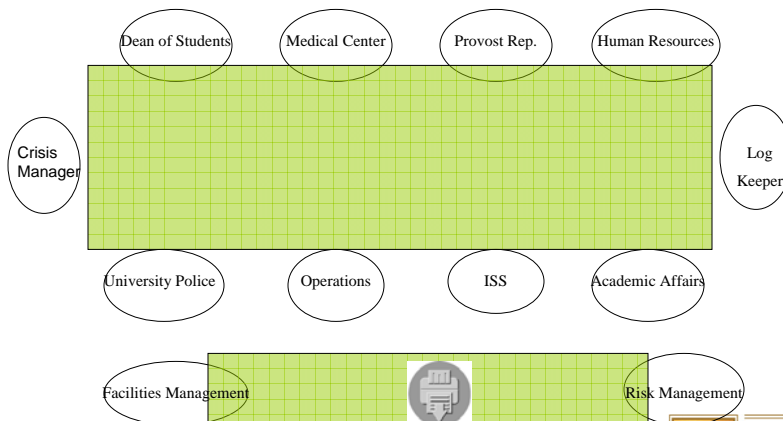 Dean of Students
Medical Center
Provost Rep.
Human Resources
Crisis
Manager
Log
Keeper
University Police
Operations
ISS
Academic Affairs
Facilities Management
Risk Management